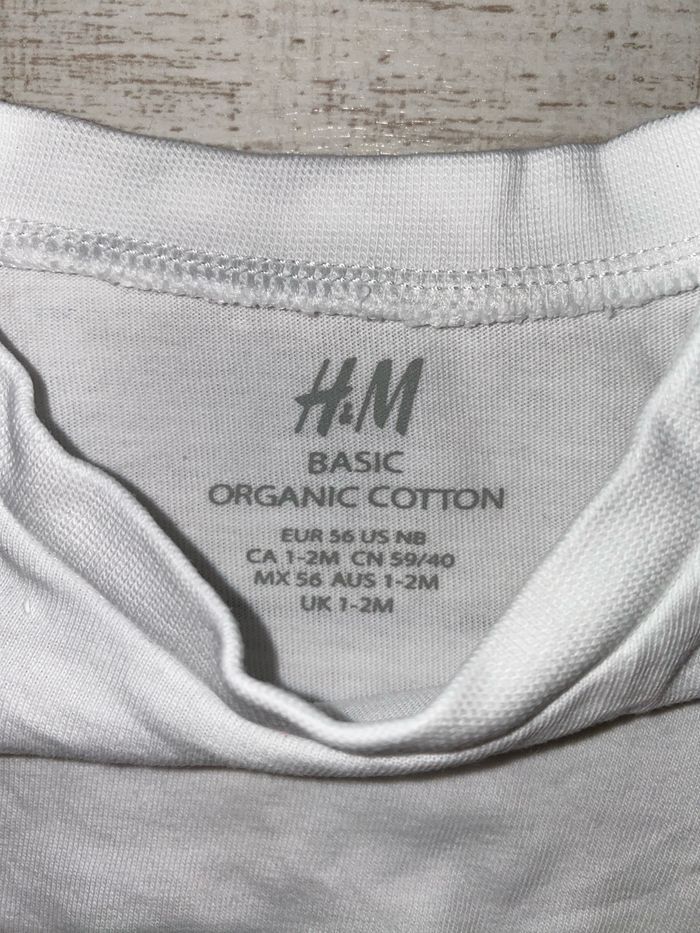 H&M
BASIC
ORGANIC COTTON
EUR 56 US NB
CA 1-2M CN 59/40
MX 56 AUS 1-2M
UK 1-2M